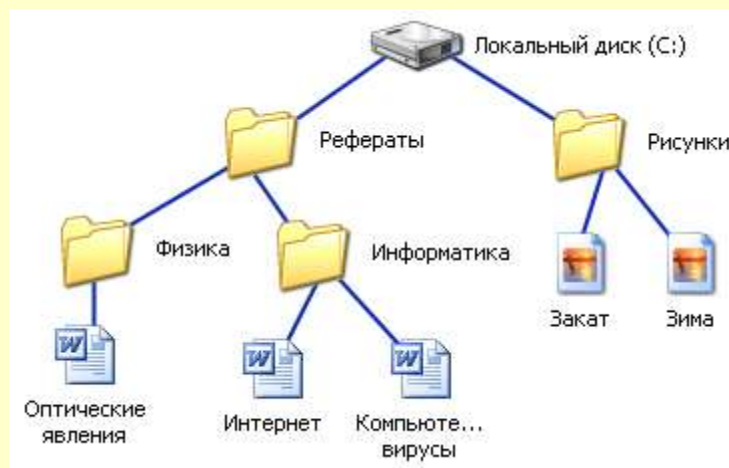 Локальный диск (C:)
Рефераты
Рисунки
Физика
Информатика
Закат
Зима
Оптические
явления
Интернет
Компьюте...
вирусы